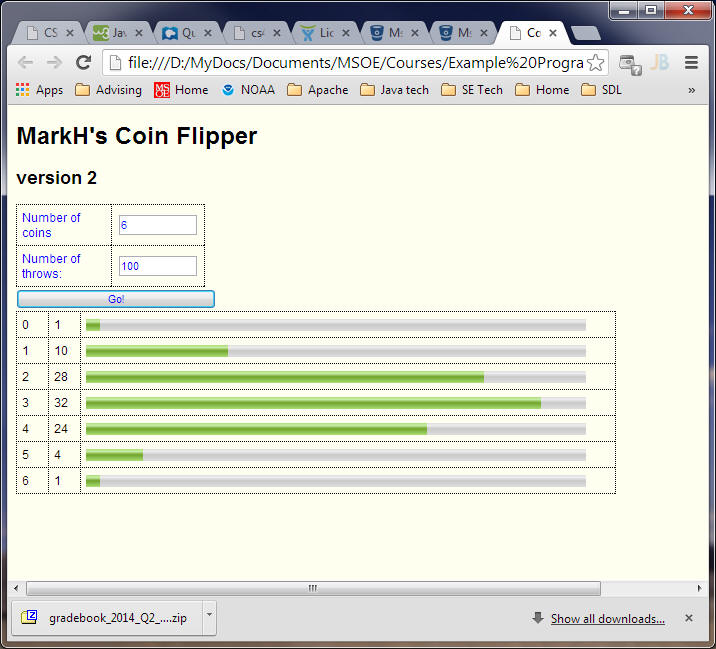 CS
Jav
Qu
cs
Lic
Ms
Ms
Co
file:///D:/MyDocs/Documents/MSOE/Courses/Example%20Progra
JB
Apps Advising Home NOAA Apache Java tech SE Tech Home SDL »
MarkH's Coin Flipper
version 2
Number of
coins
6
Number of
throws:
100
Go!
0 1
1 10
2 28
3 32
4 24
5 4
6 1
gradebook_2014_Q2_....zip
Show all downloads...